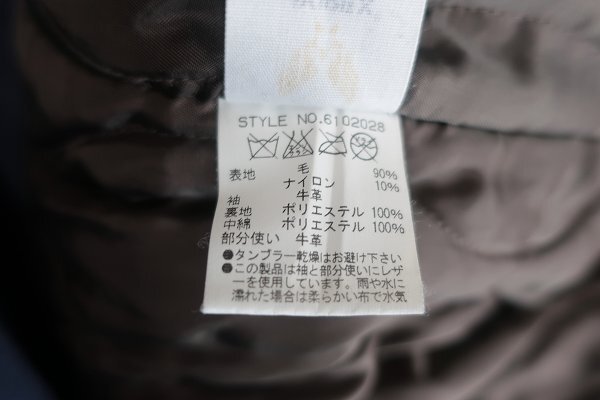 STYLE NO.6102028
表地 毛 90%
ナイロン 10%
袖 牛革
裏地 ポリエステル 100%
中綿 ポリエステル 100%
部分使い 牛革
●タンブラー乾燥はお避け下さい
●この製品は袖と部分使いにレザ
ーを使用しています。雨や水に
濡れた場合は柔らかい布で水気